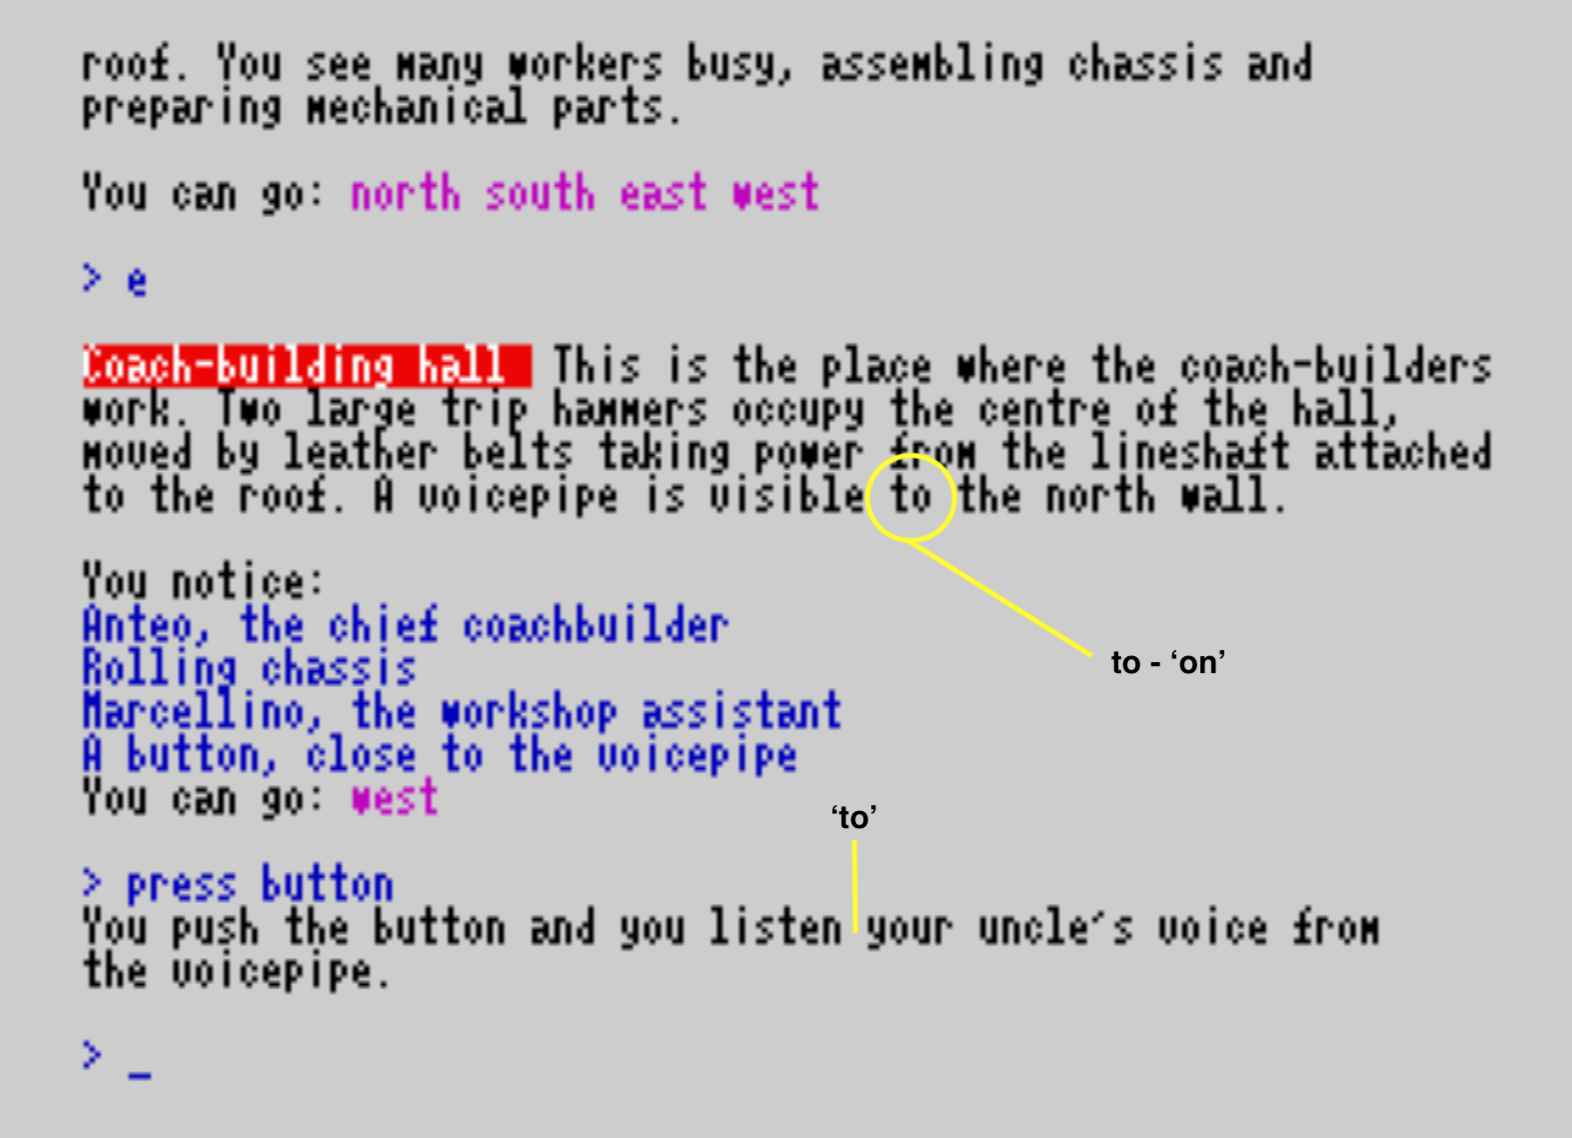 roof. You see many workers busy, assembling chassis and
preparing mechanical parts.
You can go: north south east west
> e
Coach-building hall This is the place where the coach-builders
work. Two large trip hammers occupy the centre of the hall,
moved by leather belts taking power from the lineshaft attached
to the roof. A voicepipe is visible to the north wall.
You notice:
Anteo, the chief coachbuilder
to - ‘on’
Rolling chassis
Marcellino, the workshop assistant
A button, close to the voicepipe
You can go: west
‘to’
> press button
You push the button and you listen your uncle's voice from
the voicepipe.
> _